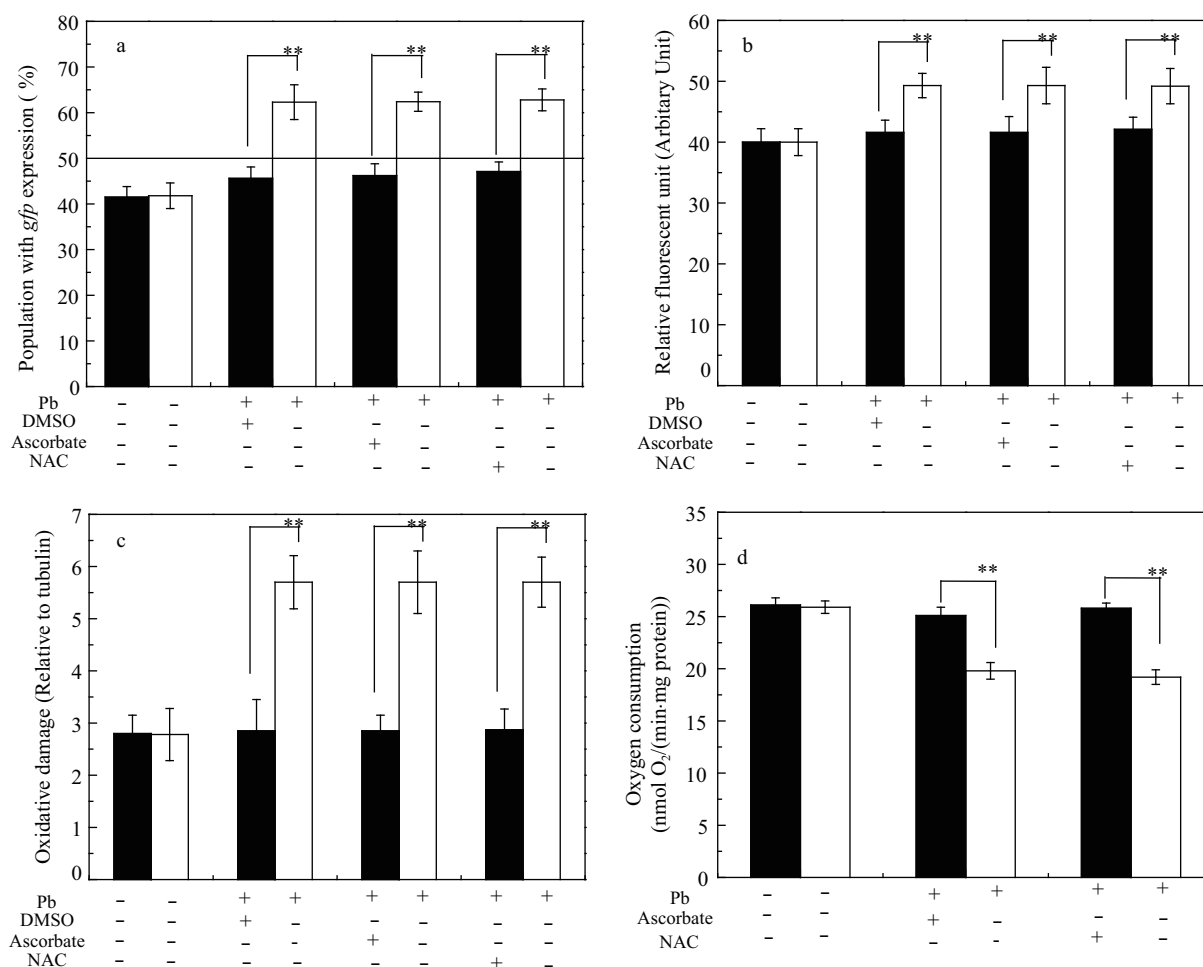 a
Population with gfp expression ( %)
80
70
60
50
40
30
20
10
0
** ** **
Pb – – + + + + + +
DMSO – – + – – – – –
Ascorbate – – – – + – – –
NAC – – – – – – + –
b
Relative fluorescent unit (Arbitary Unit)
60
50
40
30
20
10
0
** ** **
Pb – – + + + + + +
DMSO – – + – – – – –
Ascorbate – – – – + – – –
NAC – – – – – – + –
c
Oxidative damage (Relative to tubulin)
7
6
5
4
3
2
1
0
** ** **
Pb – – + + + + + +
DMSO – – + – – – – –
Ascorbate – – – – + – – –
NAC – – – – – – + –
d
Oxygen consumption
(nmol O₂/(min·mg protein))
35
30
25
20
15
10
5
0
** **
Pb – – + + + +
Ascorbate – – + – – –
NAC – – – – + –